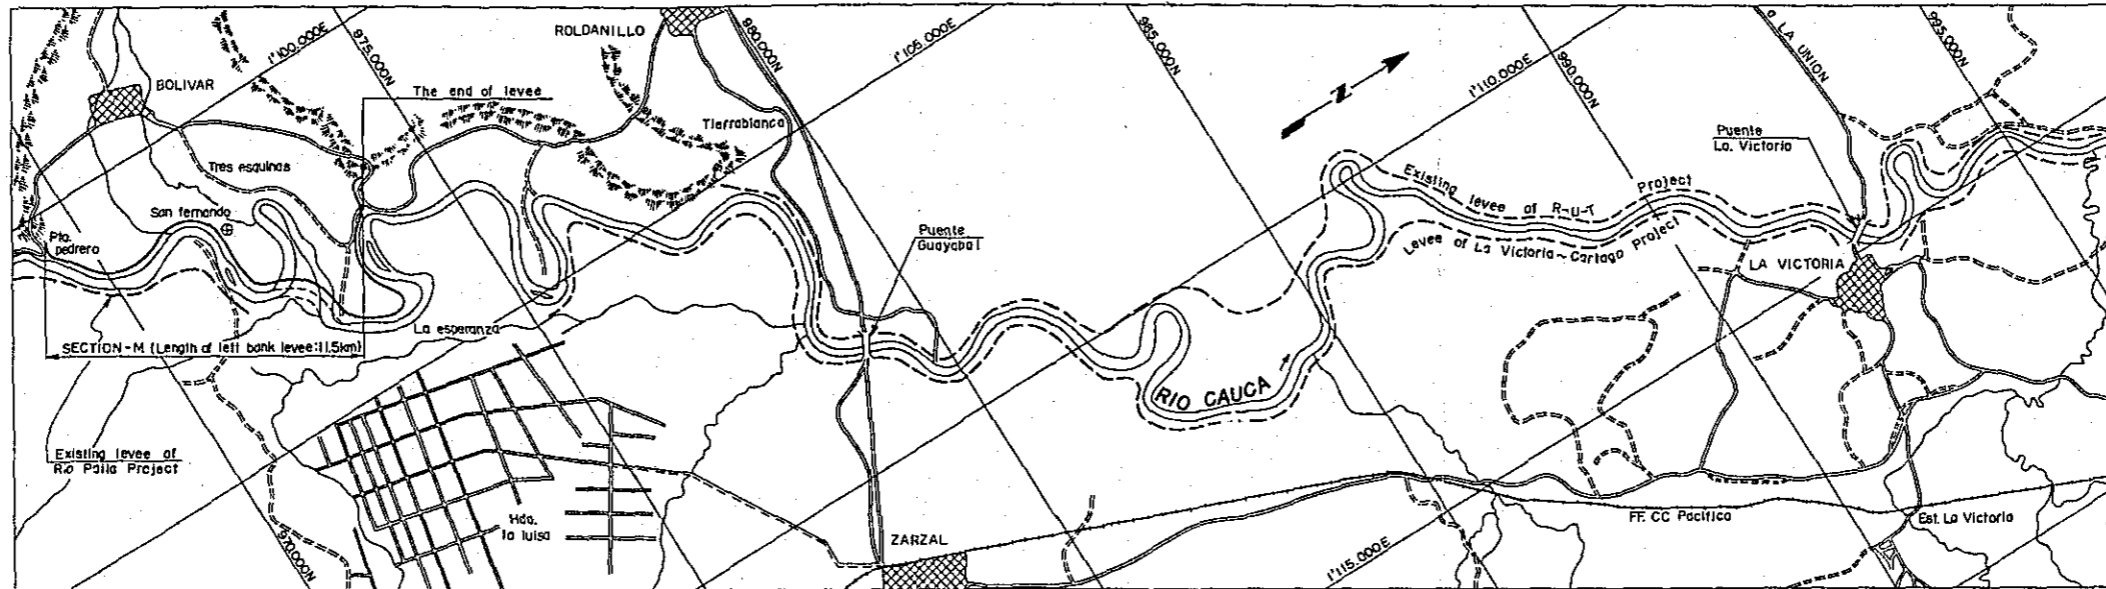 BOLIVAR
1'100.000E
975.000N
The end of levee
ROLDANILLO
980.000N
Tierrablanca
1'105.000E
985.000N
N
1'110.000E
990.000N
a LA UNION
995.000N
Puente
La. Victoria
Tres esquinas
San fernando
Pto.
pedrero
Puente
Guayabal
Existing levee of R-U-T Project
Levee of La Victoria~Cartago Project
LA VICTORIA
La esperanza
SECTION-M (Length of left bank levee:11.5km)
RIO CAUCA
Existing levee of
Rio Paila Project
970.000N
Hda.
la luisa
ZARZAL
1'115.000E
FF. CC Pacifico
Est. La Victoria